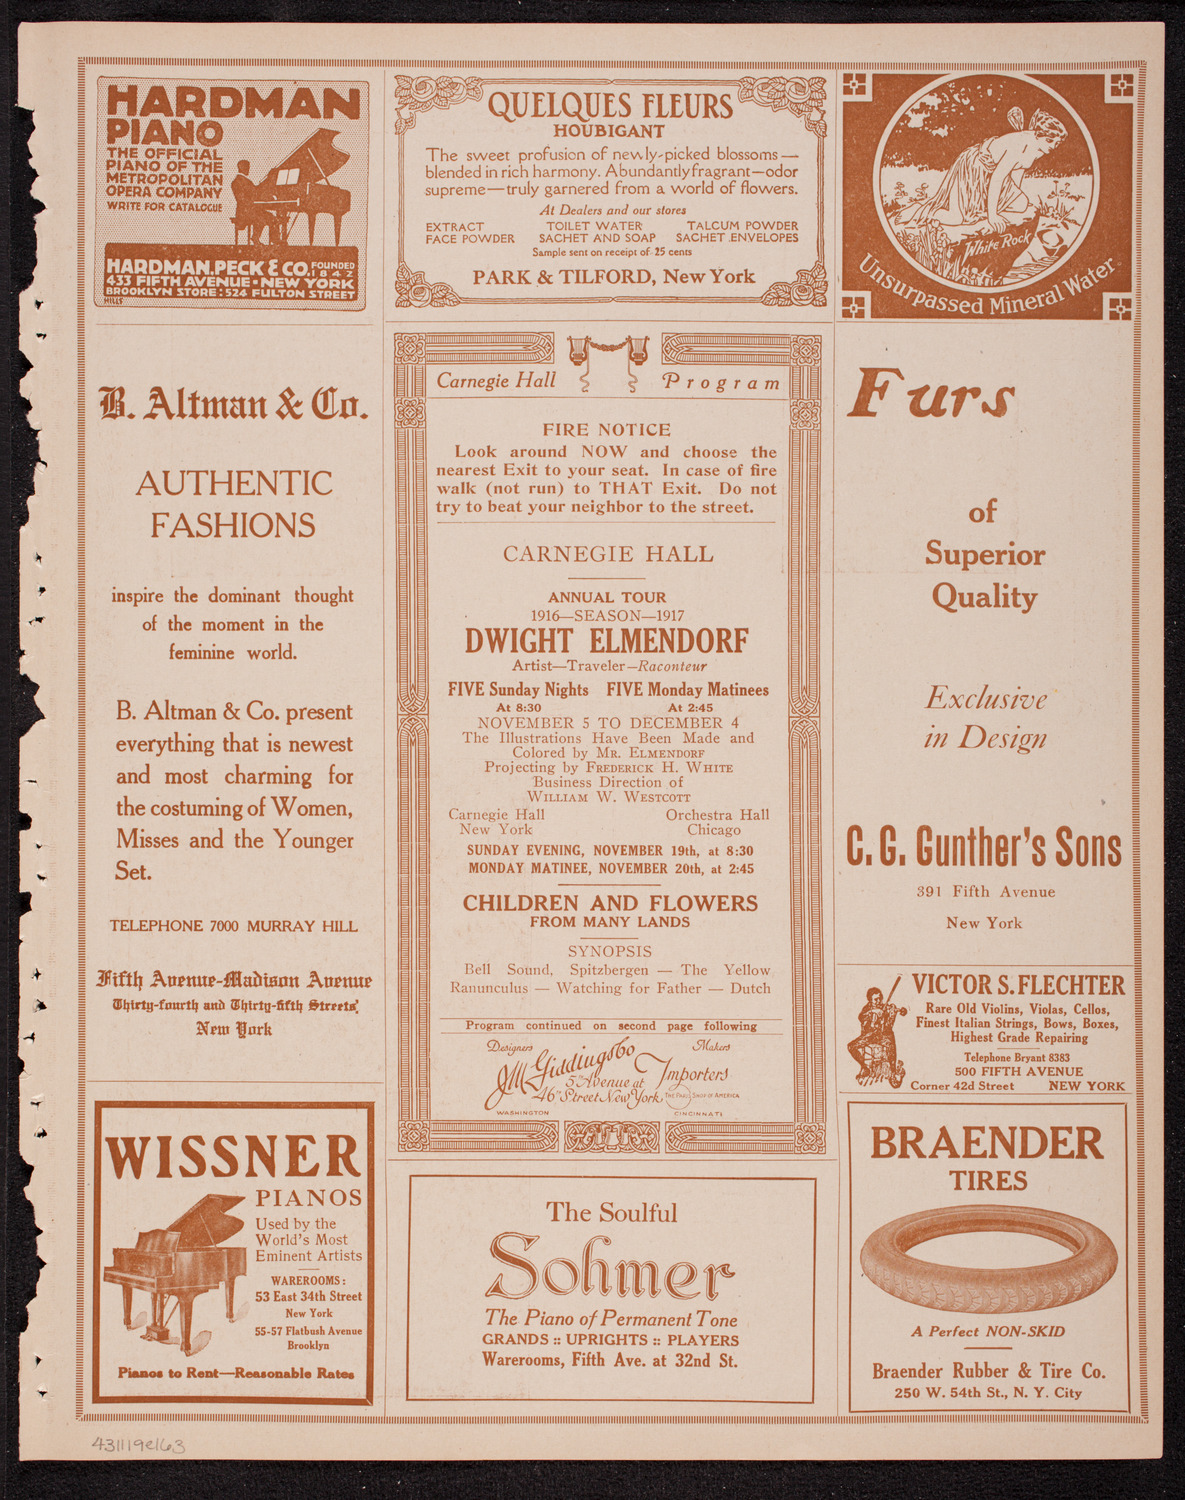 HARDMAN
PIANO
THE OFFICIAL
PIANO OF THE
METROPOLITAN
OPERA COMPANY
WRITE FOR CATALOGUE
HARDMAN, PECK & CO. FOUNDED 1842
433 FIFTH AVENUE · NEW YORK
BROOKLYN STORE: 524 FULTON STREET
HILLS
B. Altman & Co.
AUTHENTIC
FASHIONS
inspire the dominant thought
of the moment in the
feminine world.
B. Altman & Co. present
everything that is newest
and most charming for
the costuming of Women,
Misses and the Younger
Set.
TELEPHONE 7000 MURRAY HILL
Fifth Avenue-Madison Avenue
Thirty-fourth and Thirty-fifth Streets,
New York
WISSNER
PIANOS
Used by the
World's Most
Eminent Artists
WAREROOMS:
53 East 34th Street
New York
55-57 Flatbush Avenue
Brooklyn
Pianos to Rent—Reasonable Rates
QUELQUES FLEURS
HOUBIGANT
The sweet profusion of newly-picked blossoms—
blended in rich harmony. Abundantly fragrant—odor
supreme—truly garnered from a world of flowers.
At Dealers and our stores
EXTRACT TOILET WATER TALCUM POWDER
FACE POWDER SACHET AND SOAP SACHET ENVELOPES
Sample sent on receipt of 25 cents
PARK & TILFORD, New York
Carnegie Hall Program
FIRE NOTICE
Look around NOW and choose the
nearest Exit to your seat. In case of fire
walk (not run) to THAT Exit. Do not
try to beat your neighbor to the street.
CARNEGIE HALL
ANNUAL TOUR
1916—SEASON—1917
DWIGHT ELMENDORF
Artist—Traveler—Raconteur
FIVE Sunday Nights FIVE Monday Matinees
At 8:30 At 2:45
NOVEMBER 5 TO DECEMBER 4
The Illustrations Have Been Made and
Colored by MR. ELMENDORF
Projecting by FREDERICK H. WHITE
Business Direction of
WILLIAM W. WESTCOTT
Carnegie Hall Orchestra Hall
New York Chicago
SUNDAY EVENING, NOVEMBER 19th, at 8:30
MONDAY MATINEE, NOVEMBER 20th, at 2:45
CHILDREN AND FLOWERS
FROM MANY LANDS
SYNOPSIS
Bell Sound, Spitzbergen — The Yellow
Ranunculus — Watching for Father — Dutch
Program continued on second page following
Designers Makers
J.M. Giddings & Co
Importers
5th Avenue at
46th Street New York THE PARIS SHOP OF AMERICA
WASHINGTON CINCINNATI
The Soulful
Sohmer
The Piano of Permanent Tone
GRANDS :: UPRIGHTS :: PLAYERS
Warerooms, Fifth Ave. at 32nd St.
White Rock
Unsurpassed Mineral Water.
Furs
of
Superior
Quality
Exclusive
in Design
C. G. Gunther's Sons
391 Fifth Avenue
New York
VICTOR S. FLECHTER
Rare Old Violins, Violas, Cellos,
Finest Italian Strings, Bows, Boxes,
Highest Grade Repairing
Telephone Bryant 8383
500 FIFTH AVENUE
Corner 42d Street NEW YORK
BRAENDER
TIRES
A Perfect NON-SKID
Braender Rubber & Tire Co.
250 W. 54th St., N. Y. City
431119e163